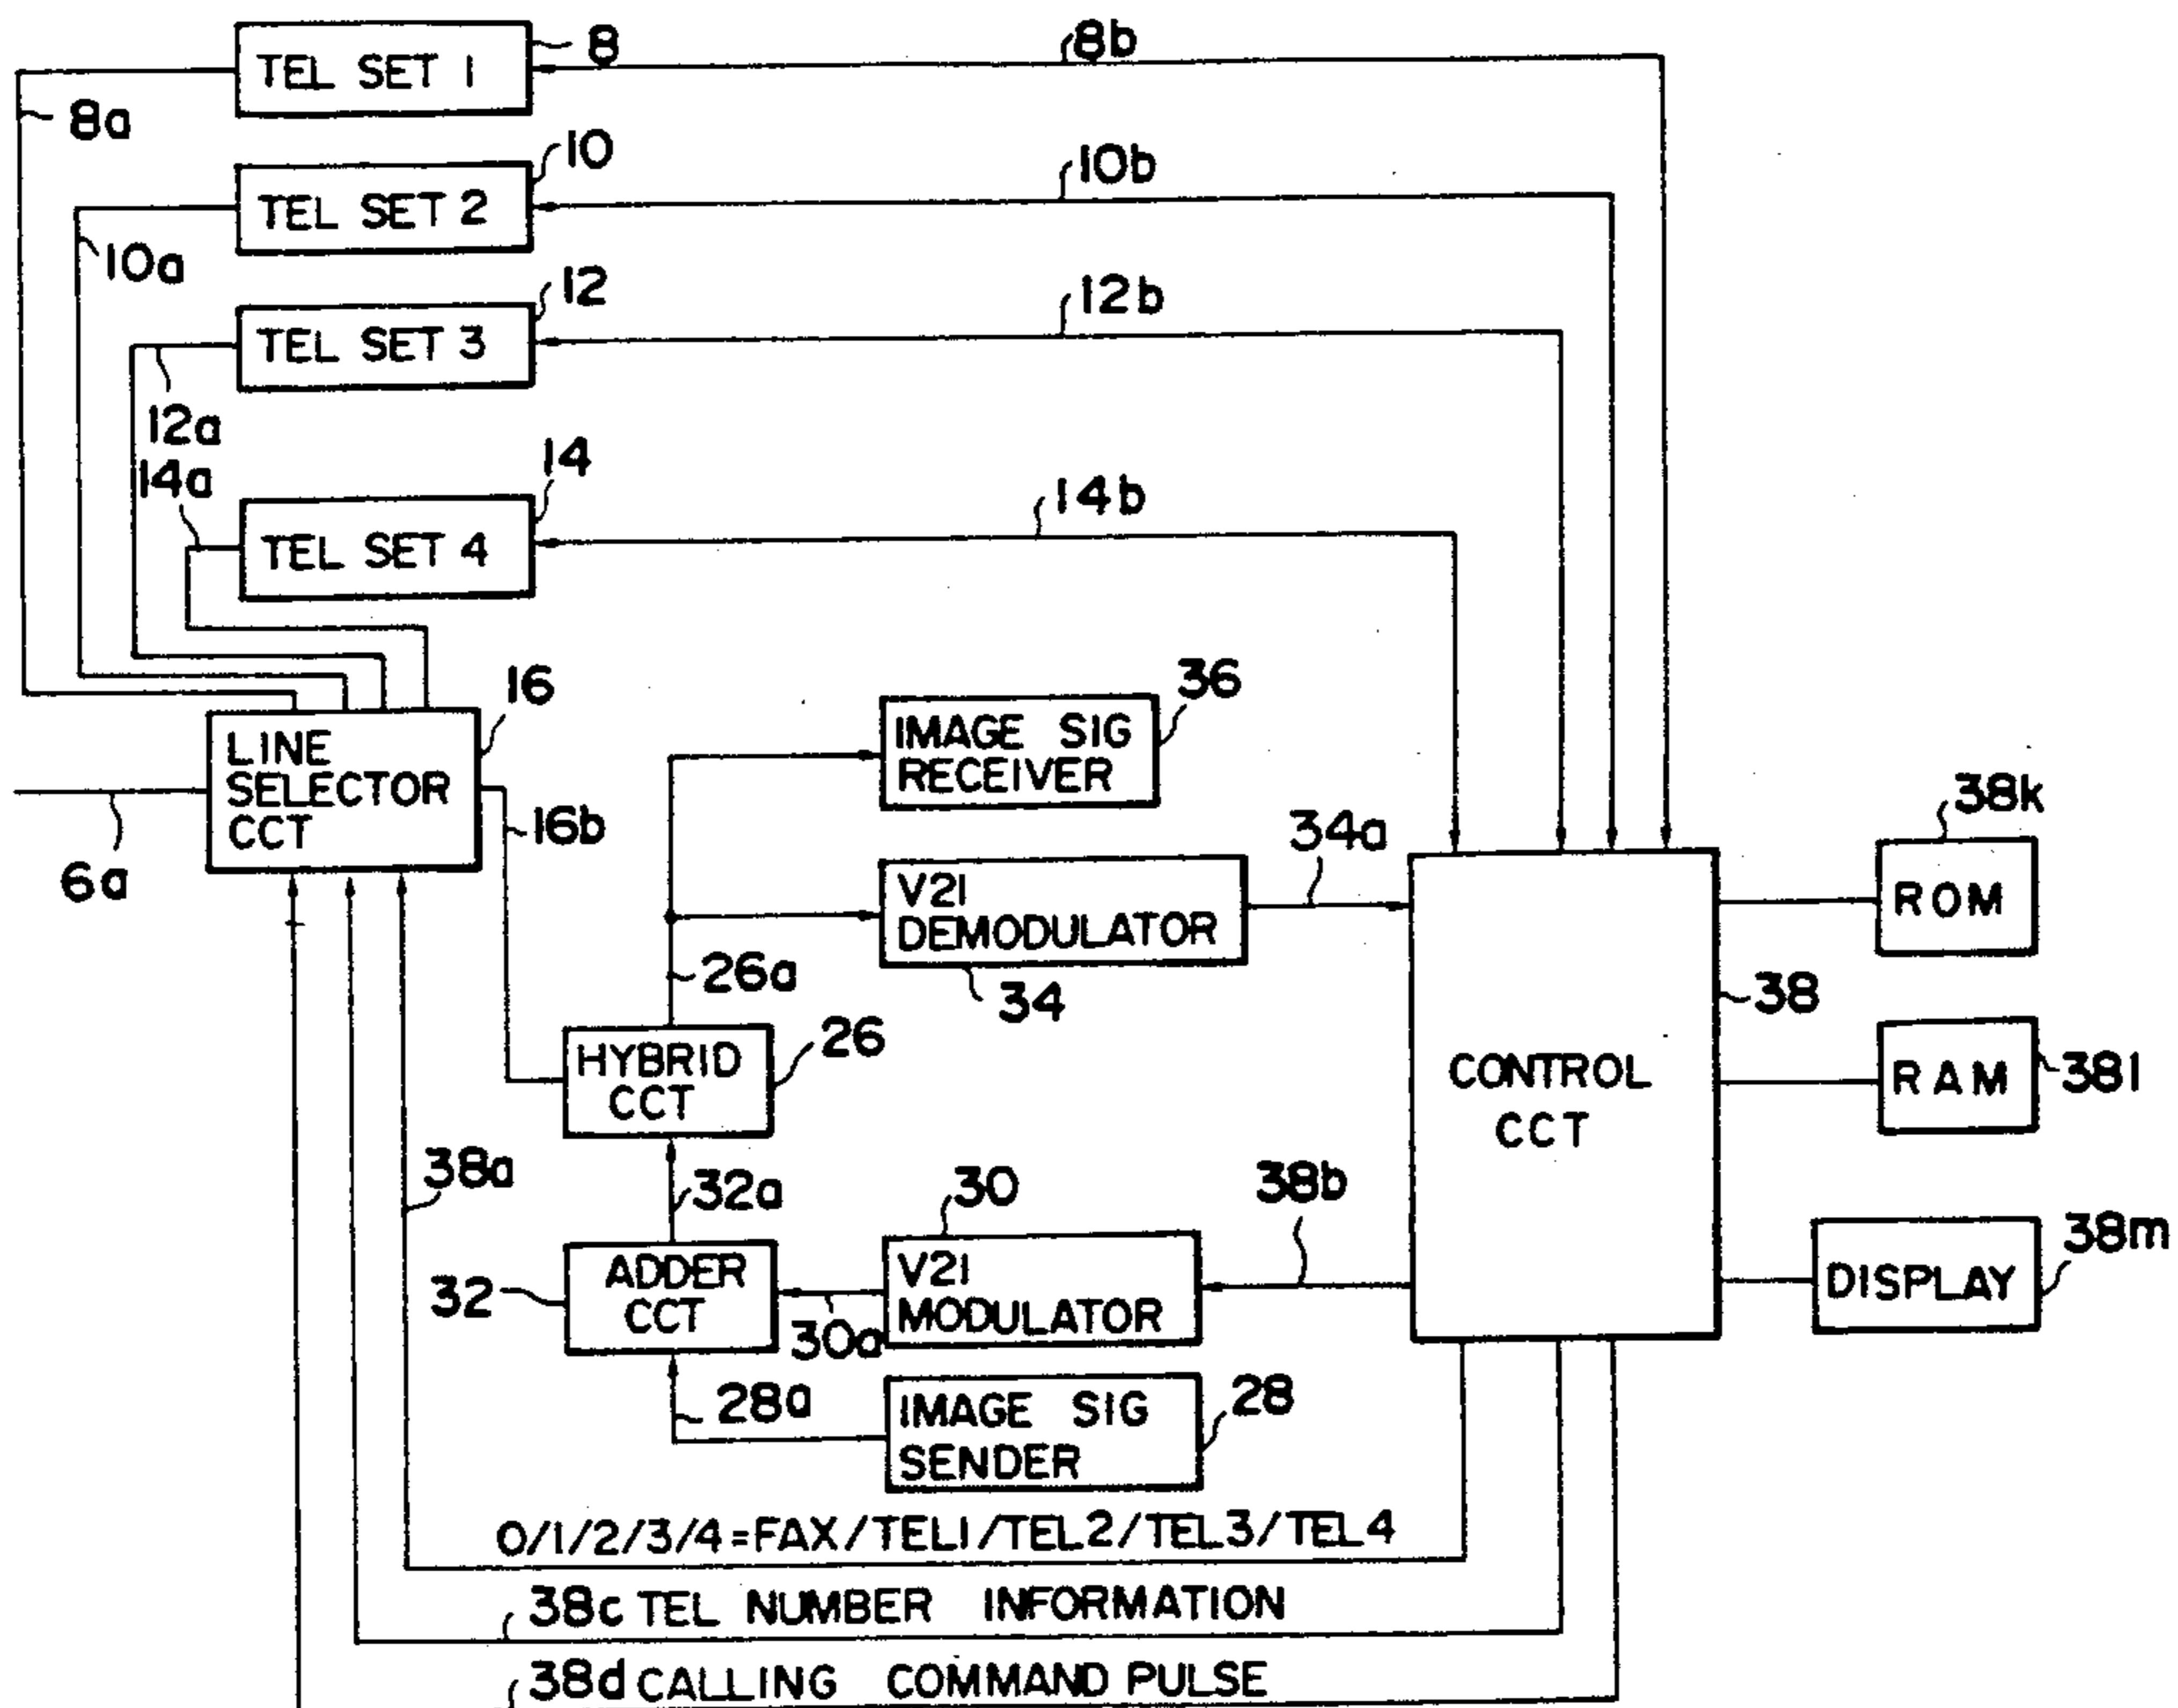 TEL SET 1
8
8b
8a
TEL SET 2
10
10b
10a
TEL SET 3
12
12b
12a
14a
TEL SET 4
14
14b
LINE
SELECTOR
CCT
16
16b
6a
IMAGE SIG
RECEIVER
36
V21
DEMODULATOR
34
34a
26a
HYBRID
CCT
26
CONTROL
CCT
38
ROM
38k
RAM
38l
DISPLAY
38m
38a
32a
30
38b
ADDER
CCT
32
30a
V21
MODULATOR
28a
IMAGE SIG
SENDER
28
0/1/2/3/4=FAX/TEL1/TEL2/TEL3/TEL4
38c TEL NUMBER INFORMATION
38d CALLING COMMAND PULSE